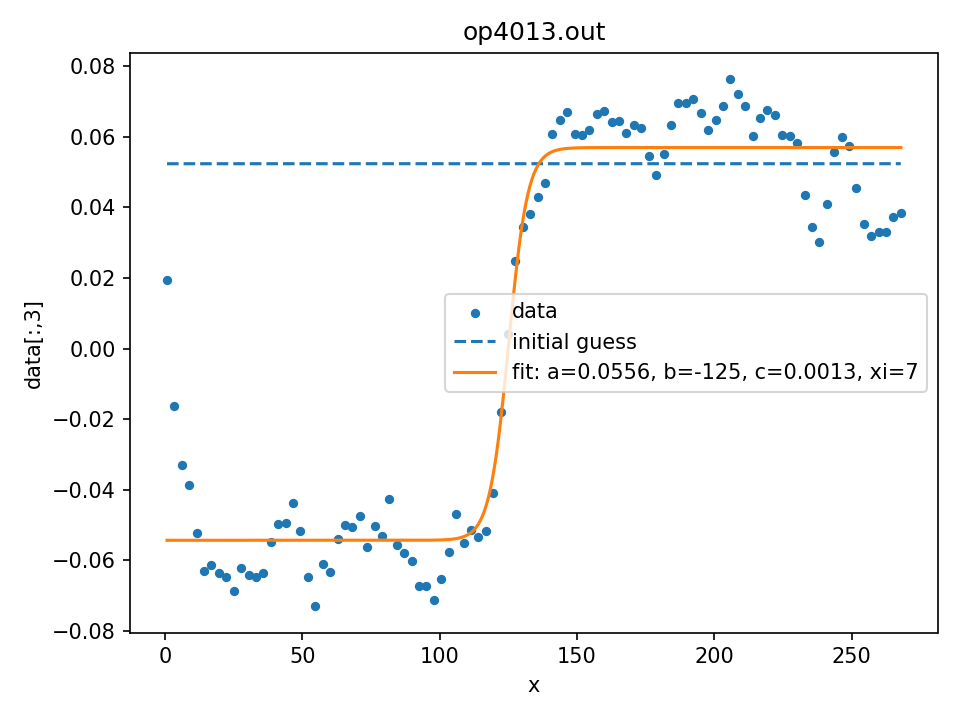 op4013.out
0.08
0.06
0.04
0.02
0.00
−0.02
−0.04
−0.06
−0.08
data[:,3]
data
initial guess
fit: a=0.0556, b=-125, c=0.0013, xi=7
0 50 100 150 200 250
x